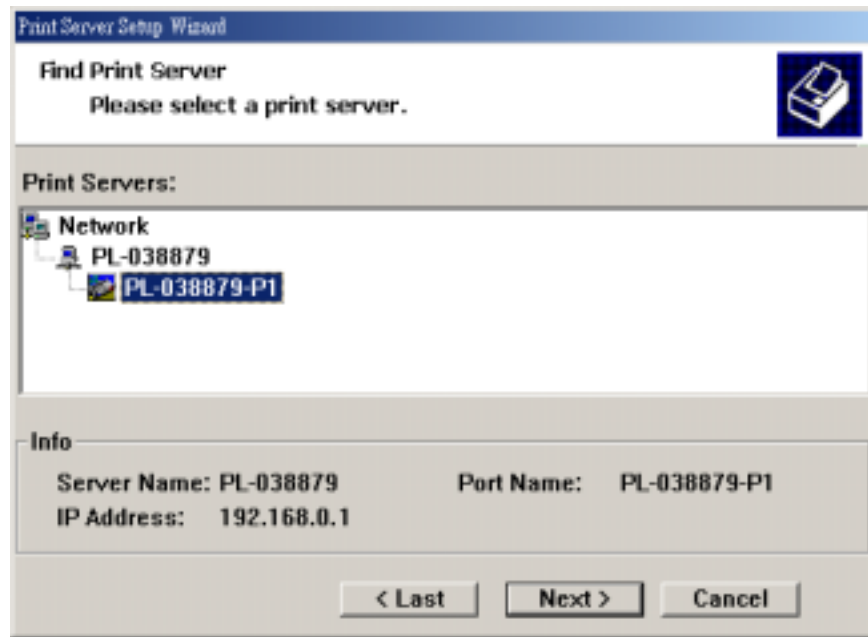 Print Server Setup Wizard
Find Print Server
Please select a print server.
Print Servers:
Network
PL-038879
PL-038879-P1
Info
Server Name: PL-038879 Port Name: PL-038879-P1
IP Address: 192.168.0.1
< Last Next > Cancel